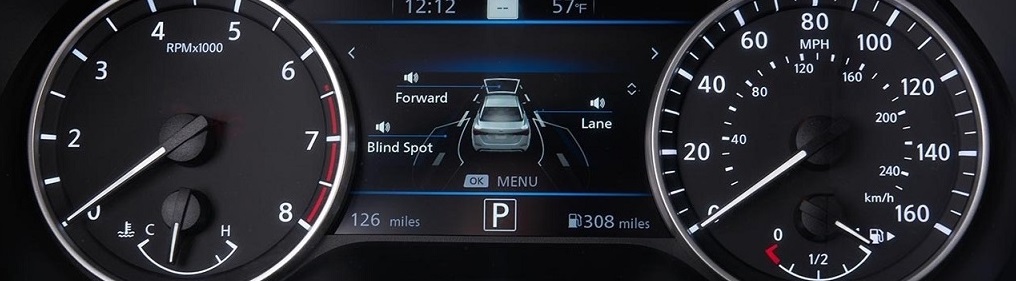 12:12
--
57°F
4
5
RPMx1000
3
6
2
7
0
8
C
H
<
>
Forward
Lane
Blind Spot
OK MENU
126 miles
P
308 miles
80
MPH
60
100
120
160
40
120
80
200
40
20
140
240
km/h
0
160
0
1/2